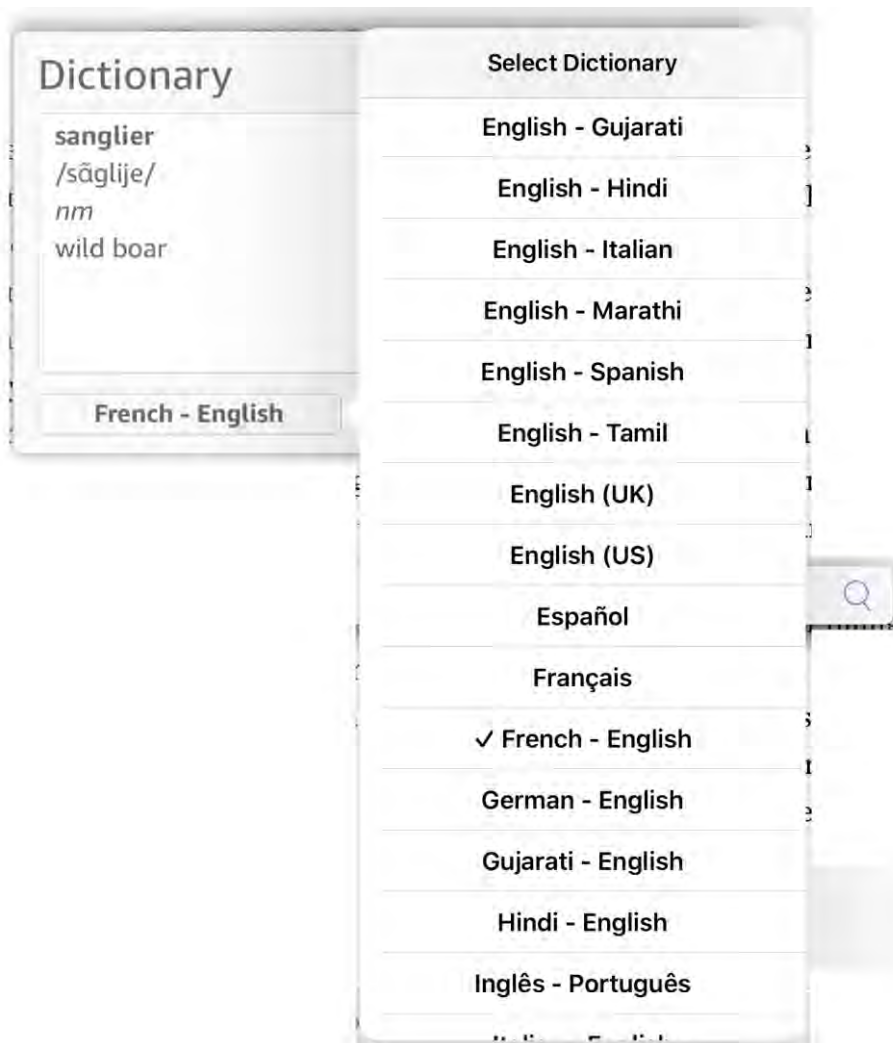 Dictionary
sanglier
/sɑ̃glije/
nm
wild boar
French - English
Select Dictionary
English - Gujarati
English - Hindi
English - Italian
English - Marathi
English - Spanish
English - Tamil
English (UK)
English (US)
Español
Français
✓ French - English
German - English
Gujarati - English
Hindi - English
Inglês - Português